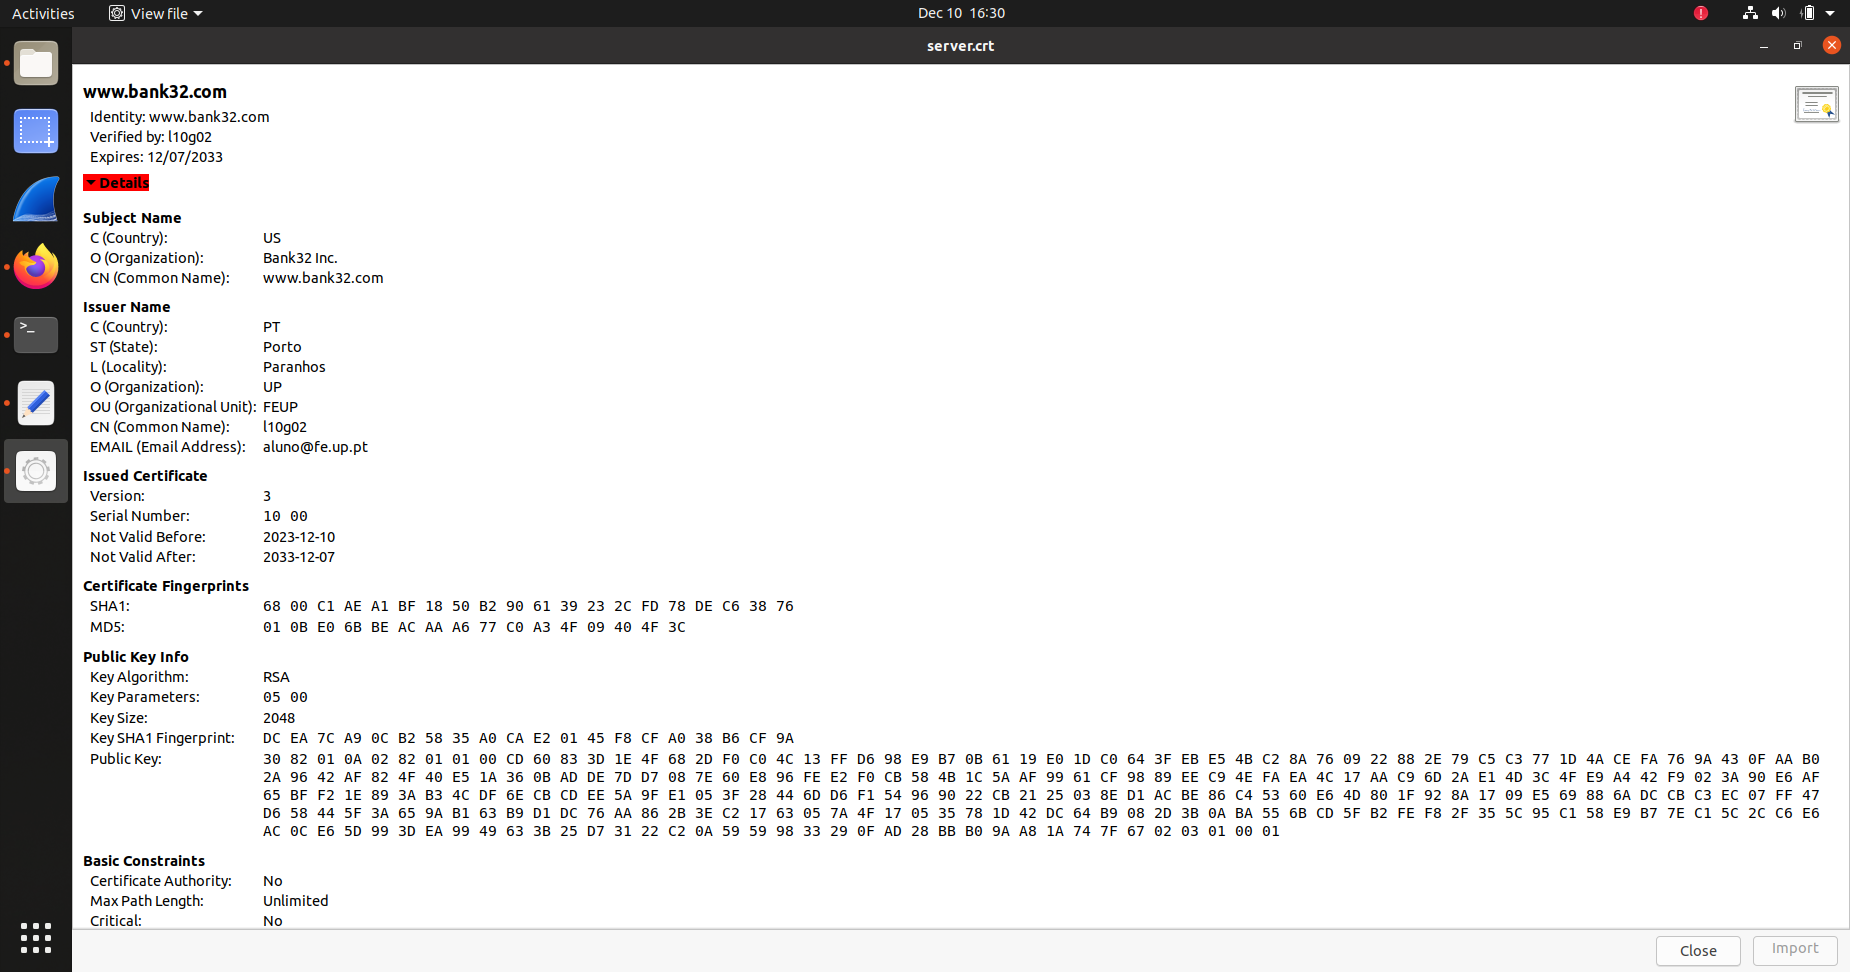 Activities View file Dec 10 16:30
server.crt
www.bank32.com
Identity: www.bank32.com
Verified by: l10g02
Expires: 12/07/2033
Details
Subject Name
C (Country): US
O (Organization): Bank32 Inc.
CN (Common Name): www.bank32.com
Issuer Name
C (Country): PT
ST (State): Porto
L (Locality): Paranhos
O (Organization): UP
OU (Organizational Unit): FEUP
CN (Common Name): l10g02
EMAIL (Email Address): aluno@fe.up.pt
Issued Certificate
Version: 3
Serial Number: 10 00
Not Valid Before: 2023-12-10
Not Valid After: 2033-12-07
Certificate Fingerprints
SHA1: 68 00 C1 AE A1 BF 18 50 B2 90 61 39 23 2C FD 78 DE C6 38 76
MD5: 01 0B E0 6B BE AC AA A6 77 C0 A3 4F 09 40 4F 3C
Public Key Info
Key Algorithm: RSA
Key Parameters: 05 00
Key Size: 2048
Key SHA1 Fingerprint: DC EA 7C A9 0C B2 58 35 A0 CA E2 01 45 F8 CF A0 38 B6 CF 9A
Public Key: 30 82 01 0A 02 82 01 01 00 CD 60 83 3D 1E 4F 68 2D F0 C0 4C 13 FF D6 98 E9 B7 0B 61 19 E0 1D C0 64 3F EB E5 4B C2 8A 76 09 22 88 2E 79 C5 C3 77 1D 4A CE FA 76 9A 43 0F AA B0
2A 96 42 AF 82 4F 40 E5 1A 36 0B AD DE 7D D7 08 7E 60 E8 96 FE E2 F0 CB 58 4B 1C 5A AF 99 61 CF 98 89 EE C9 4E FA EA 4C 17 AA C9 6D 2A E1 4D 3C 4F E9 A4 42 F9 02 3A 90 E6 AF
65 BF F2 1E 89 3A B3 4C DF 6E CB CD EE 5A 9F E1 05 3F 28 44 6D D6 F1 54 96 90 22 CB 21 25 03 8E D1 AC BE 86 C4 53 60 E6 4D 80 1F 92 8A 17 09 E5 69 88 6A DC CB C3 EC 07 FF 47
D6 58 44 5F 3A 65 9A B1 63 B9 D1 DC 76 AA 86 2B 3E C2 17 63 05 7A 4F 17 05 35 78 1D 42 DC 64 B9 08 2D 3B 0A BA 55 6B CD 5F B2 FE F8 2F 35 5C 95 C1 58 E9 B7 7E C1 5C 2C C6 E6
AC 0C E6 5D 99 3D EA 99 49 63 3B 25 D7 31 22 C2 0A 59 59 98 33 29 0F AD 28 BB B0 9A A8 1A 74 7F 67 02 03 01 00 01
Basic Constraints
Certificate Authority: No
Max Path Length: Unlimited
Critical: No
Close Import